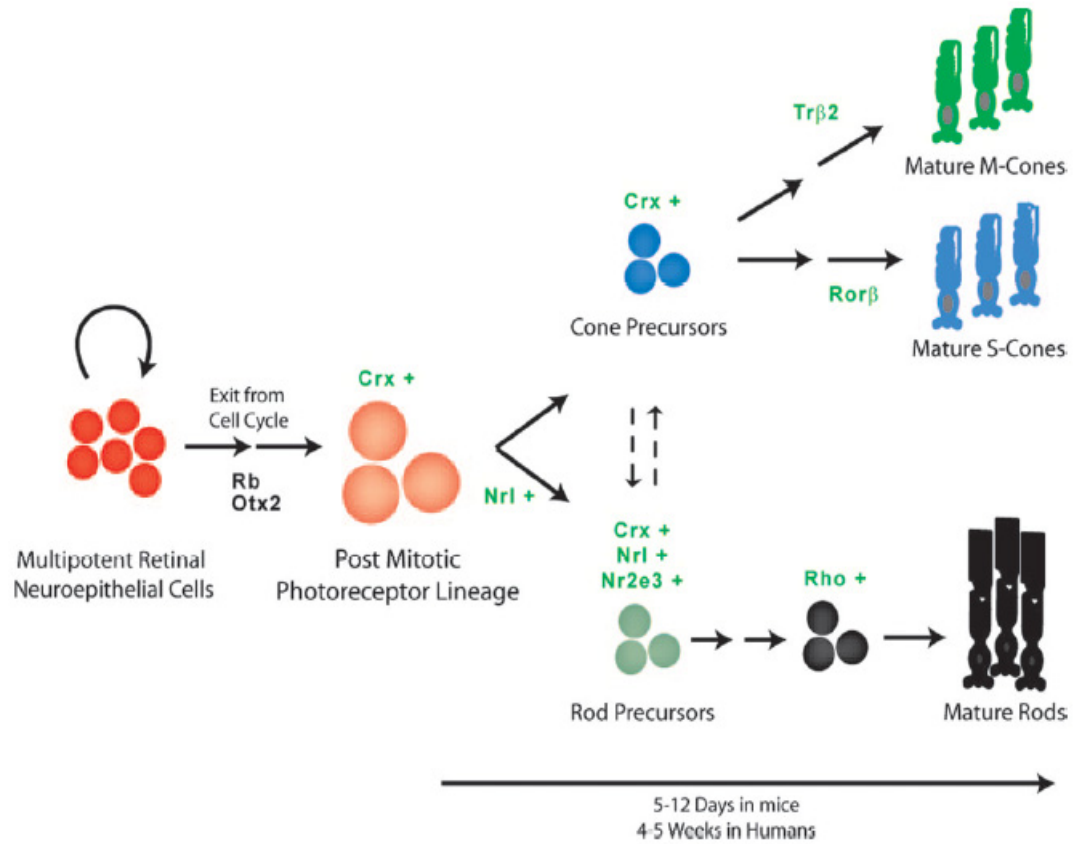 Trβ2
Mature M-Cones
Crx +
Rorβ
Cone Precursors
Mature S-Cones
Exit from
Cell Cycle
Rb
Otx2
Crx +
Nrl +
Multipotent Retinal
Neuroepithelial Cells
Post Mitotic
Photoreceptor Lineage
Crx +
Nrl +
Nr2e3 +
Rho +
Rod Precursors
Mature Rods
5-12 Days in mice
4-5 Weeks in Humans